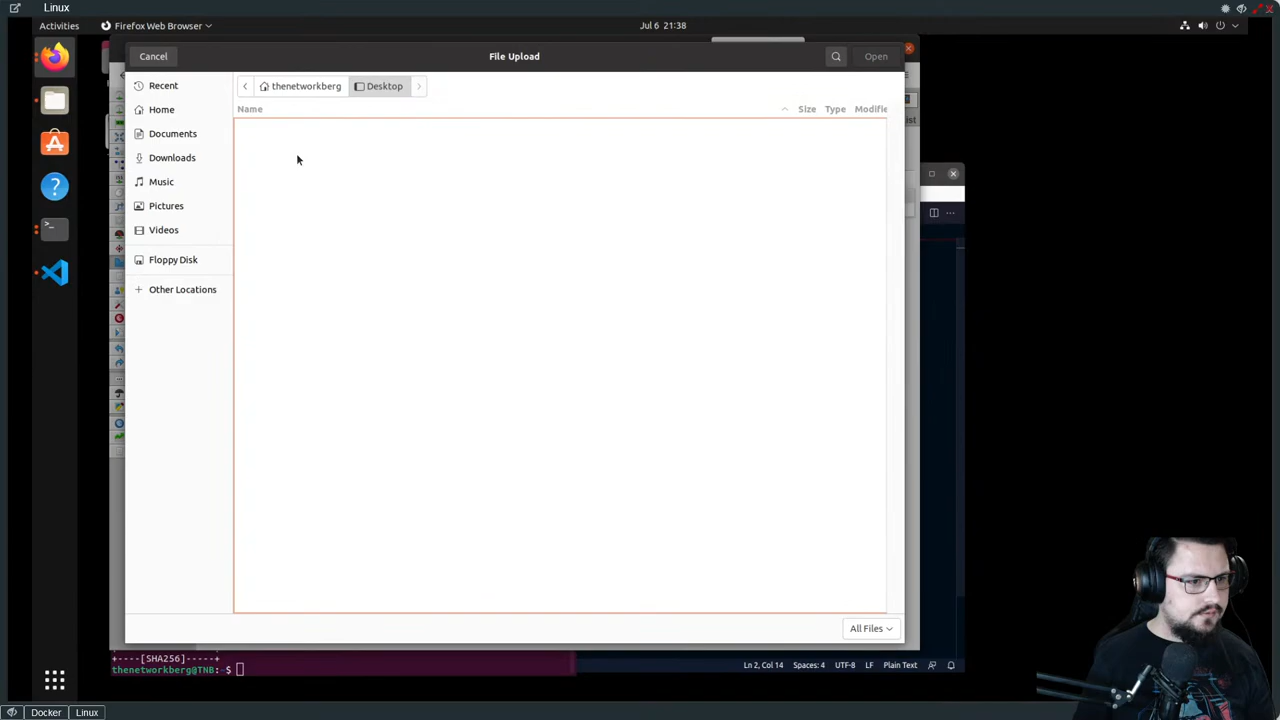 Linux
Activities
Firefox Web Browser
Jul 6 21:38
Cancel
File Upload
Open
Recent
Home
Documents
Downloads
Music
Pictures
Videos
Floppy Disk
+ Other Locations
thenetworkberg
Desktop
Name
Size
Type
Modifie
ist
All Files
+----[SHA256]-----+
thenetworkberg@TNB:~$
Ln 2, Col 14
Spaces: 4
UTF-8
LF
Plain Text
Docker
Linux